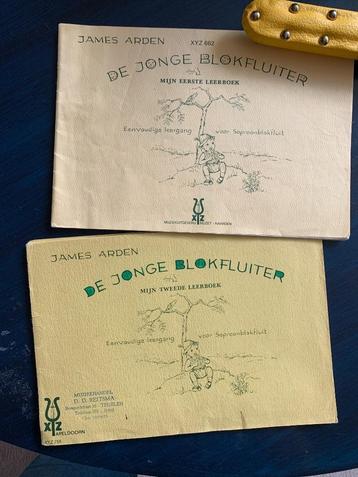 JAMES ARDEN XYZ 662
DE JONGE BLOKFLUITER
MIJN EERSTE LEERBOEK
Eenvoudige leergang voor Sopraanblokfluit
XYZ
JAMES ARDEN
DE JONGE BLOKFLUITER
MIJN TWEEDE LEERBOEK
Eenvoudige leergang voor Sopraanblokfluit
MUZIEKHANDEL
D. D. REITSMA
XYZ
APELDOORN